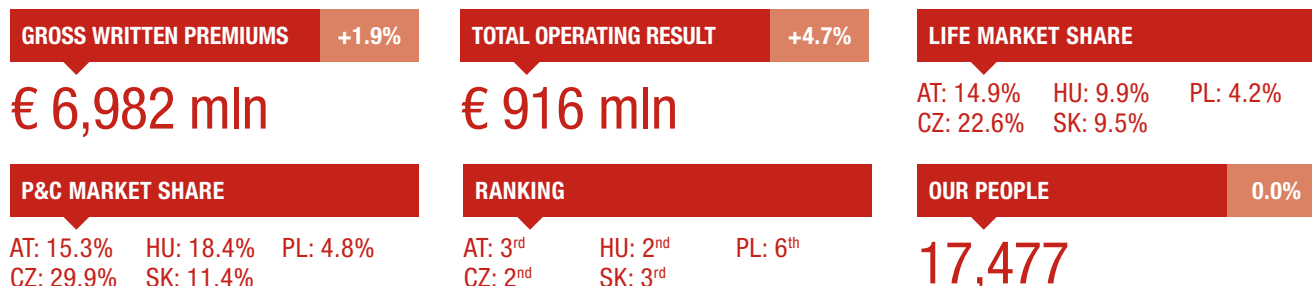 GROSS WRITTEN PREMIUMS +1.9%
€ 6,982 mln
TOTAL OPERATING RESULT +4.7%
€ 916 mln
LIFE MARKET SHARE
AT: 14.9% HU: 9.9% PL: 4.2%
CZ: 22.6% SK: 9.5%
P&C MARKET SHARE
AT: 15.3% HU: 18.4% PL: 4.8%
CZ: 29.9% SK: 11.4%
RANKING
AT: 3rd HU: 2nd PL: 6th
CZ: 2nd SK: 3rd
OUR PEOPLE 0.0%
17,477